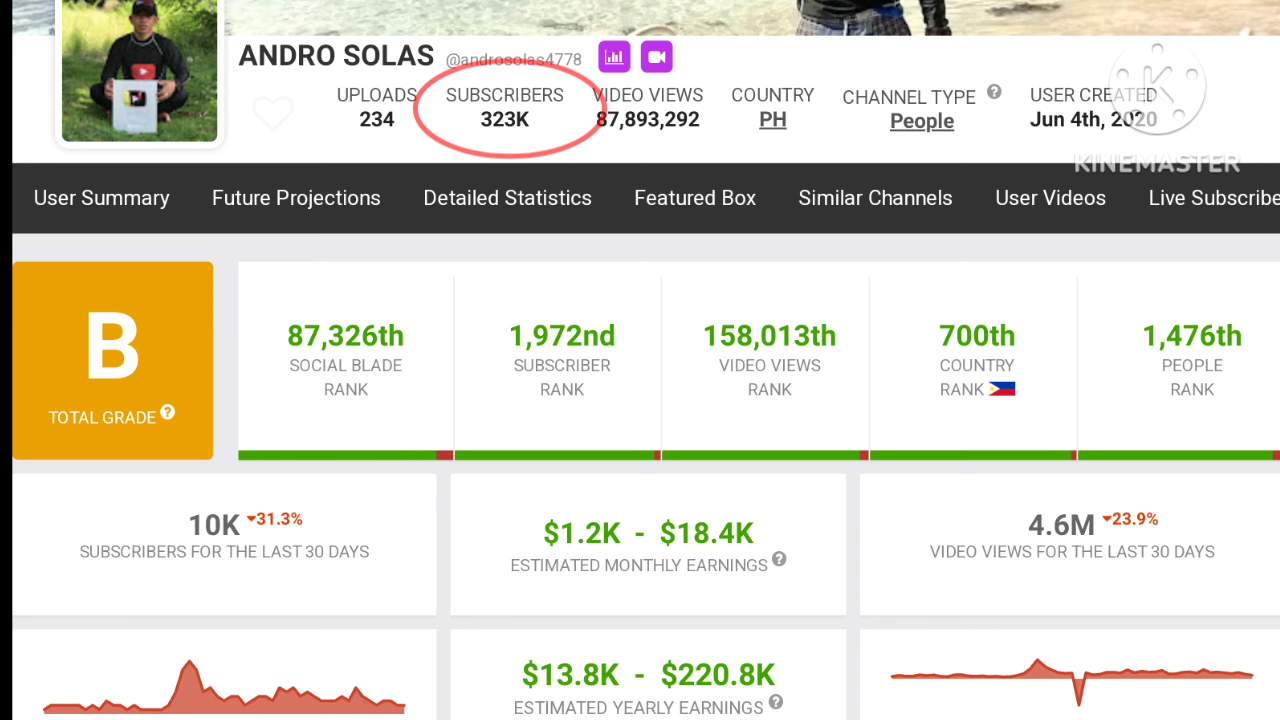 ANDRO SOLAS @androsolas4778
UPLOADS SUBSCRIBERS VIDEO VIEWS COUNTRY CHANNEL TYPE USER CREATED
234 323K 87,893,292 PH People Jun 4th, 2020
K
KINEMASTER
User Summary Future Projections Detailed Statistics Featured Box Similar Channels User Videos Live Subscribe
B
TOTAL GRADE ?
87,326th 1,972nd 158,013th 700th 1,476th
SOCIAL BLADE SUBSCRIBER VIDEO VIEWS COUNTRY PEOPLE
RANK RANK RANK RANK RANK
10K 31.3% $1.2K - $18.4K 4.6M 23.9%
SUBSCRIBERS FOR THE LAST 30 DAYS ESTIMATED MONTHLY EARNINGS ? VIDEO VIEWS FOR THE LAST 30 DAYS
$13.8K - $220.8K
ESTIMATED YEARLY EARNINGS ?